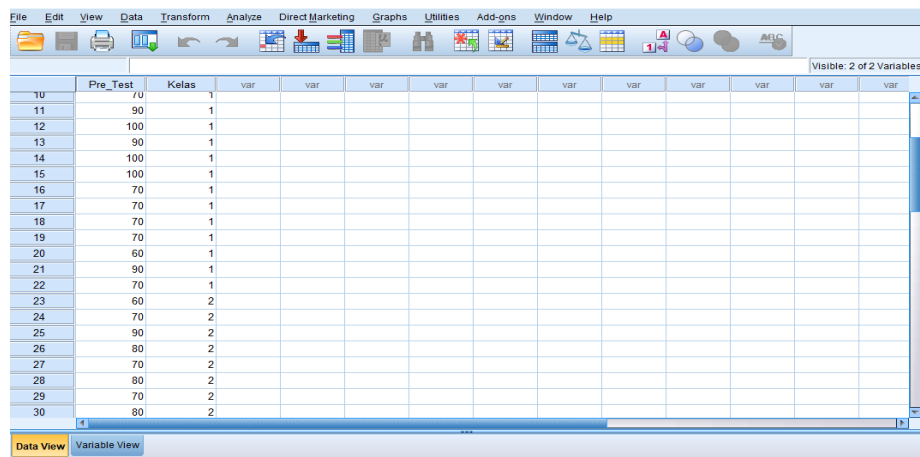 File Edit View Data Transform Analyze Direct Marketing Graphs Utilities Add-ons Window Help
Visible: 2 of 2 Variables
Pre_Test Kelas var var var var var var var var var var
10 70 1
11 90 1
12 100 1
13 90 1
14 100 1
15 100 1
16 70 1
17 70 1
18 70 1
19 70 1
20 60 1
21 90 1
22 70 1
23 60 2
24 70 2
25 90 2
26 80 2
27 70 2
28 80 2
29 70 2
30 80 2
Data View Variable View